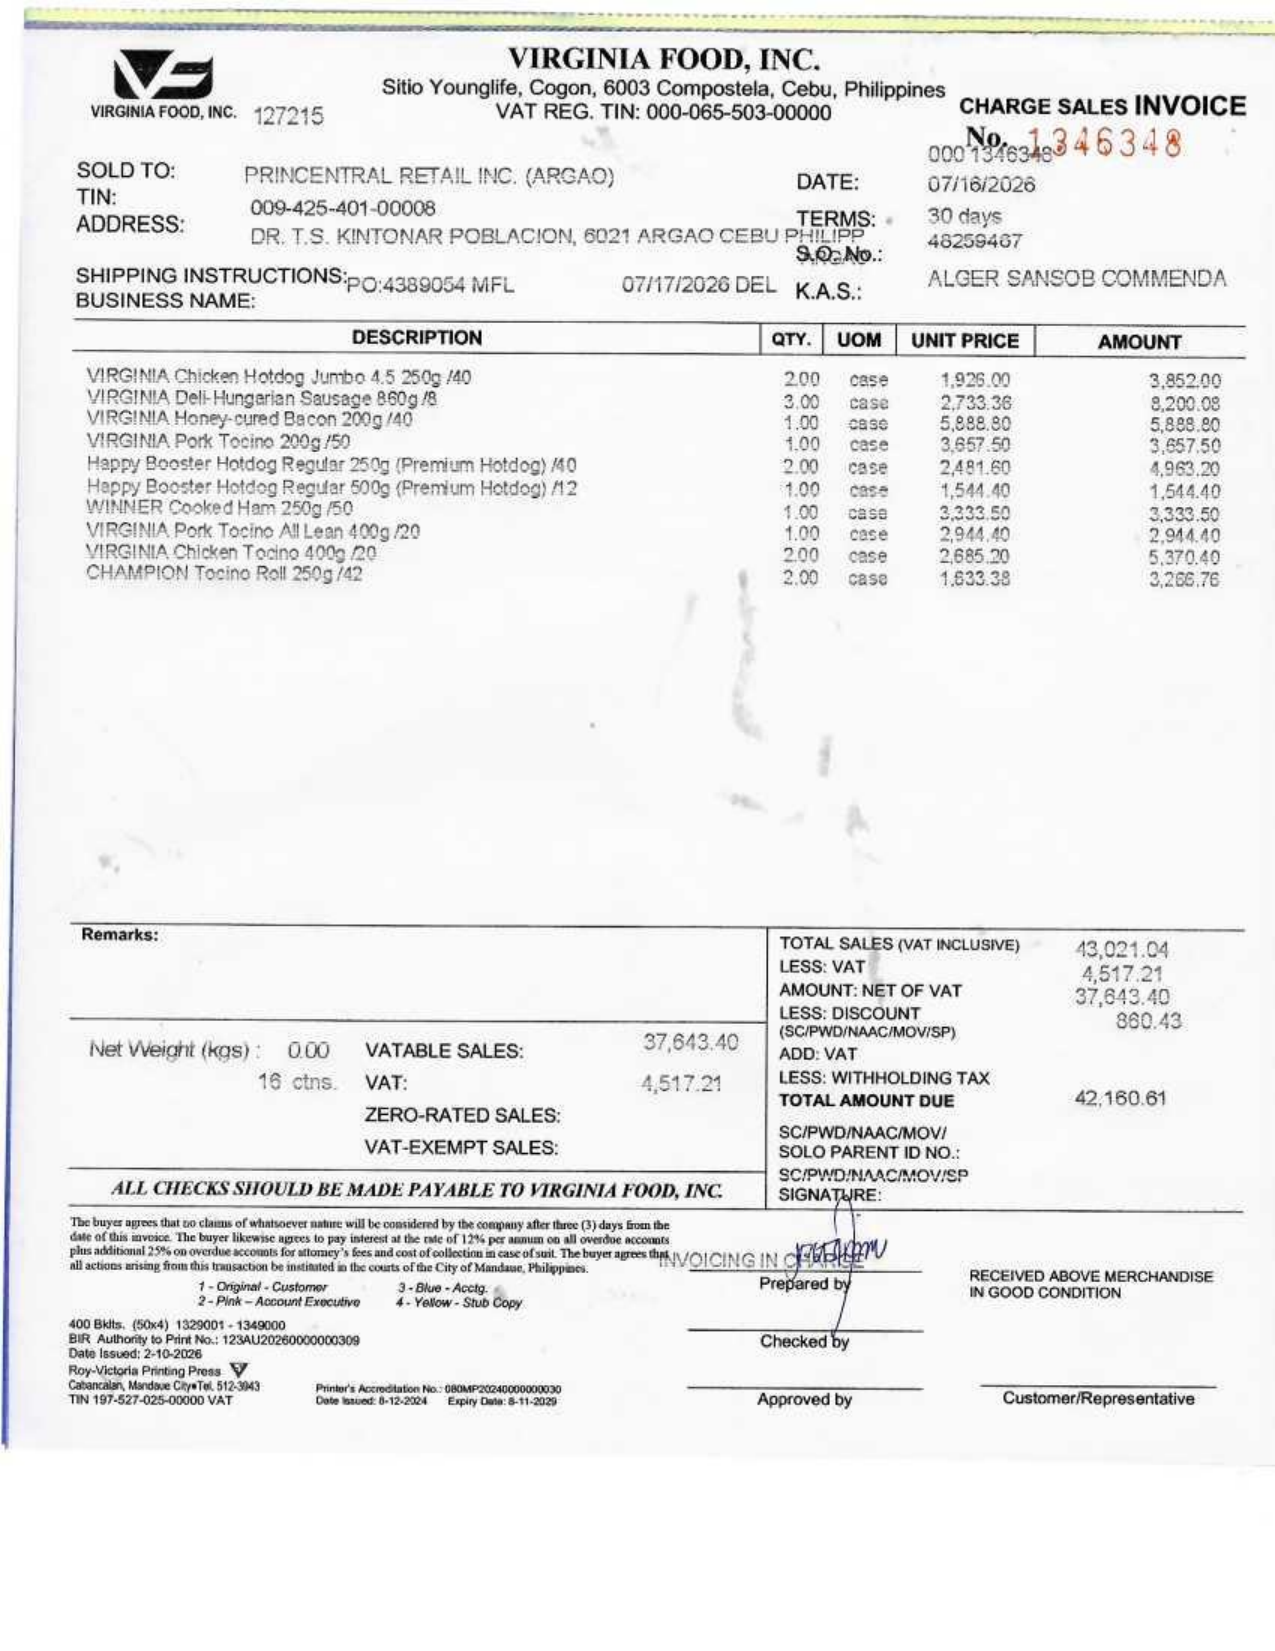 VIRGINIA FOOD, INC.
Sitio Younglife, Cogon, 6003 Compostela, Cebu, Philippines
VAT REG. TIN: 000-065-503-00000
VIRGINIA FOOD, INC. 127215
CHARGE SALES INVOICE
No. 1346348
000 1346348
SOLD TO: PRINCENTRAL RETAIL INC. (ARGAO)
TIN: 009-425-401-00008
ADDRESS: DR. T.S. KINTONAR POBLACION, 6021 ARGAO CEBU PHILIPP
ARGAO
DATE: 07/16/2026
TERMS: 30 days
S.O. No.: 48259467
SHIPPING INSTRUCTIONS: PO:4389054 MFL 07/17/2026 DEL
K.A.S.: ALGER SANSOB COMMENDA
BUSINESS NAME:
DESCRIPTION QTY. UOM UNIT PRICE AMOUNT
VIRGINIA Chicken Hotdog Jumbo 4.5 250g /40 2.00 case 1,926.00 3,852.00
VIRGINIA Deli-Hungarian Sausage 860g /8 3.00 case 2,733.36 8,200.08
VIRGINIA Honey-cured Bacon 200g /40 1.00 case 5,888.80 5,888.80
VIRGINIA Pork Tocino 200g /50 1.00 case 3,657.50 3,657.50
Happy Booster Hotdog Regular 250g (Premium Hotdog) /40 2.00 case 2,481.60 4,963.20
Happy Booster Hotdog Regular 500g (Premium Hotdog) /12 1.00 case 1,544.40 1,544.40
WINNER Cooked Ham 250g /50 1.00 case 3,333.50 3,333.50
VIRGINIA Pork Tocino All Lean 400g /20 1.00 case 2,944.40 2,944.40
VIRGINIA Chicken Tocino 400g /20 2.00 case 2,685.20 5,370.40
CHAMPION Tocino Roll 250g /42 2.00 case 1,633.38 3,266.76
Remarks:
TOTAL SALES (VAT INCLUSIVE) 43,021.04
LESS: VAT 4,517.21
AMOUNT: NET OF VAT 37,643.40
LESS: DISCOUNT 860.43
(SC/PWD/NAAC/MOV/SP)
ADD: VAT
LESS: WITHHOLDING TAX
TOTAL AMOUNT DUE 42,160.61
SC/PWD/NAAC/MOV/
SOLO PARENT ID NO.:
SC/PWD/NAAC/MOV/SP
SIGNATURE:
Net Weight (kgs) : 0.00 VATABLE SALES: 37,643.40
16 ctns. VAT: 4,517.21
ZERO-RATED SALES:
VAT-EXEMPT SALES:
ALL CHECKS SHOULD BE MADE PAYABLE TO VIRGINIA FOOD, INC.
The buyer agrees that no claims of whatsoever nature will be considered by the company after three (3) days from the
date of this invoice. The buyer likewise agrees to pay interest at the rate of 12% per annum on all overdue accounts
plus additional 25% on overdue accounts for attorney's fees and cost of collection in case of suit. The buyer agrees that
all actions arising from this transaction be instituted in the courts of the City of Mandaue, Philippines.
1 - Original - Customer 3 - Blue - Acctg.
2 - Pink – Account Executive 4 - Yellow - Stub Copy
400 Bklts. (50x4) 1329001 - 1349000
BIR Authority to Print No.: 123AU20260000000309
Date Issued: 2-10-2026
Roy-Victoria Printing Press
Cabancalan, Mandaue City•Tel. 512-3943
TIN 197-527-025-00000 VAT
Printer's Accreditation No.: 080MP20240000000030
Date Issued: 8-12-2024 Expiry Date: 8-11-2029
INVOICING IN CHARGE
Prepared by
Checked by
Approved by
RECEIVED ABOVE MERCHANDISE
IN GOOD CONDITION
Customer/Representative